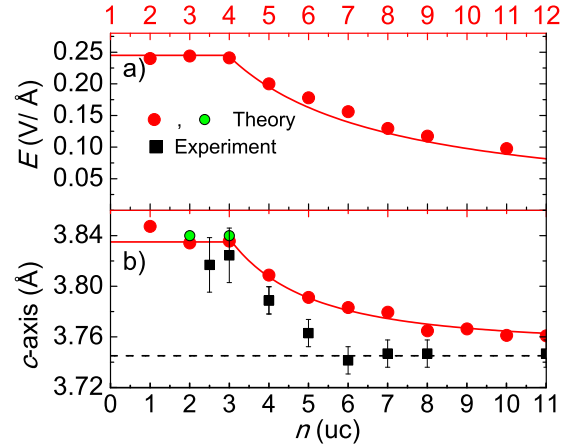 1 2 3 4 5 6 7 8 9 10 11 12
0.25
0.20
0.15
0.10
0.05
E (V/ Å)
a)
, Theory
Experiment
3.84
3.80
3.76
3.72
c-axis (Å)
b)
0 1 2 3 4 5 6 7 8 9 10 11
n (uc)